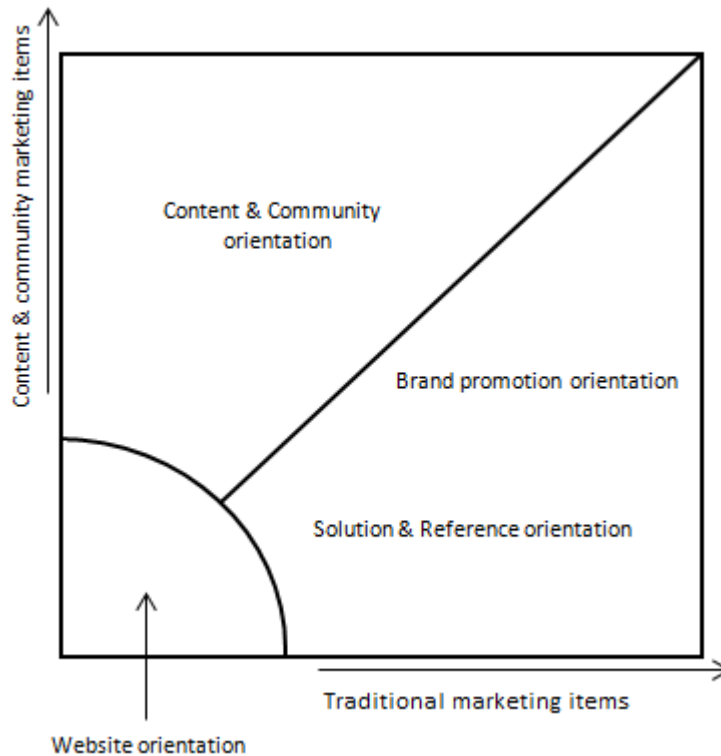 Content & community marketing items
Content & Community
orientation
Brand promotion orientation
Solution & Reference orientation
Traditional marketing items
Website orientation